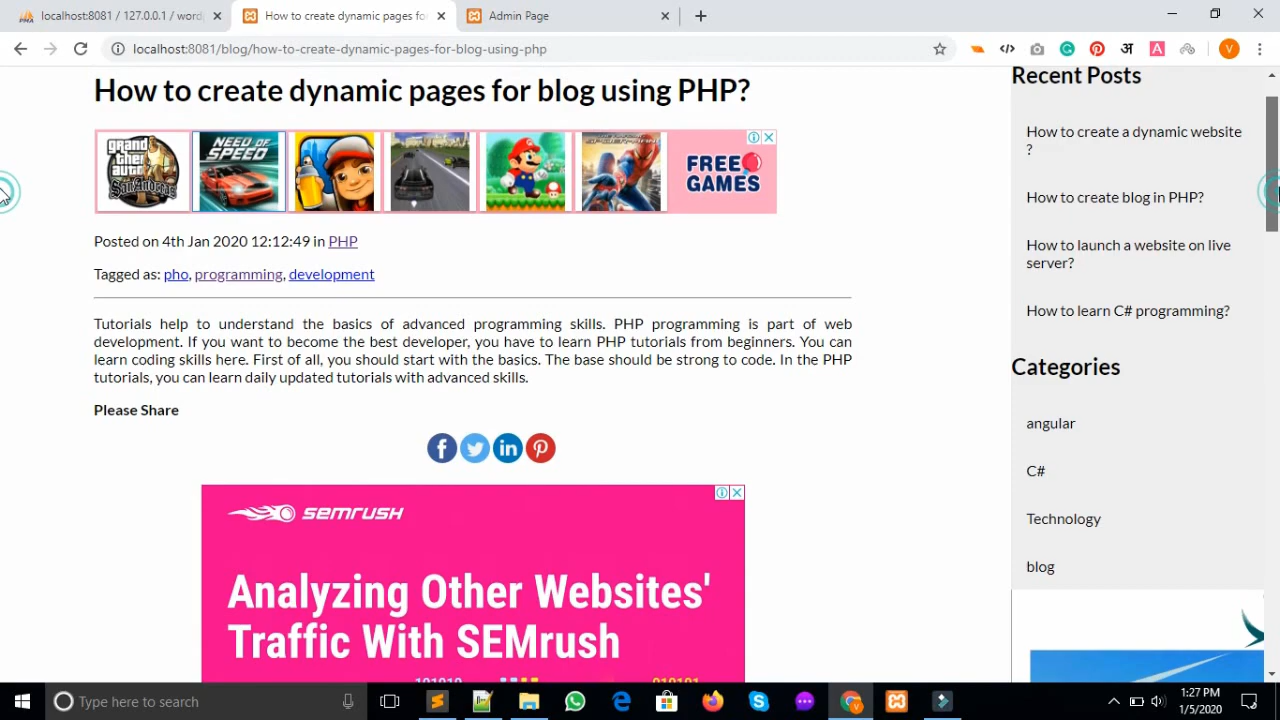 localhost:8081 / 127.0.0.1 / word
How to create dynamic pages fo
Admin Page
localhost:8081/blog/how-to-create-dynamic-pages-for-blog-using-php
How to create dynamic pages for blog using PHP?
grand
theft
auto
SanAndreas
NEED OF
SPEED
FREE
GAMES
Posted on 4th Jan 2020 12:12:49 in PHP
Tagged as: pho, programming, development
Tutorials help to understand the basics of advanced programming skills. PHP programming is part of web
development. If you want to become the best developer, you have to learn PHP tutorials from beginners. You can
learn coding skills here. First of all, you should start with the basics. The base should be strong to code. In the PHP
tutorials, you can learn daily updated tutorials with advanced skills.
Please Share
semrush
Analyzing Other Websites'
Traffic With SEMrush
Recent Posts
How to create a dynamic website
?
How to create blog in PHP?
How to launch a website on live
server?
How to learn C# programming?
Categories
angular
C#
Technology
blog
Type here to search
1:27 PM
1/5/2020